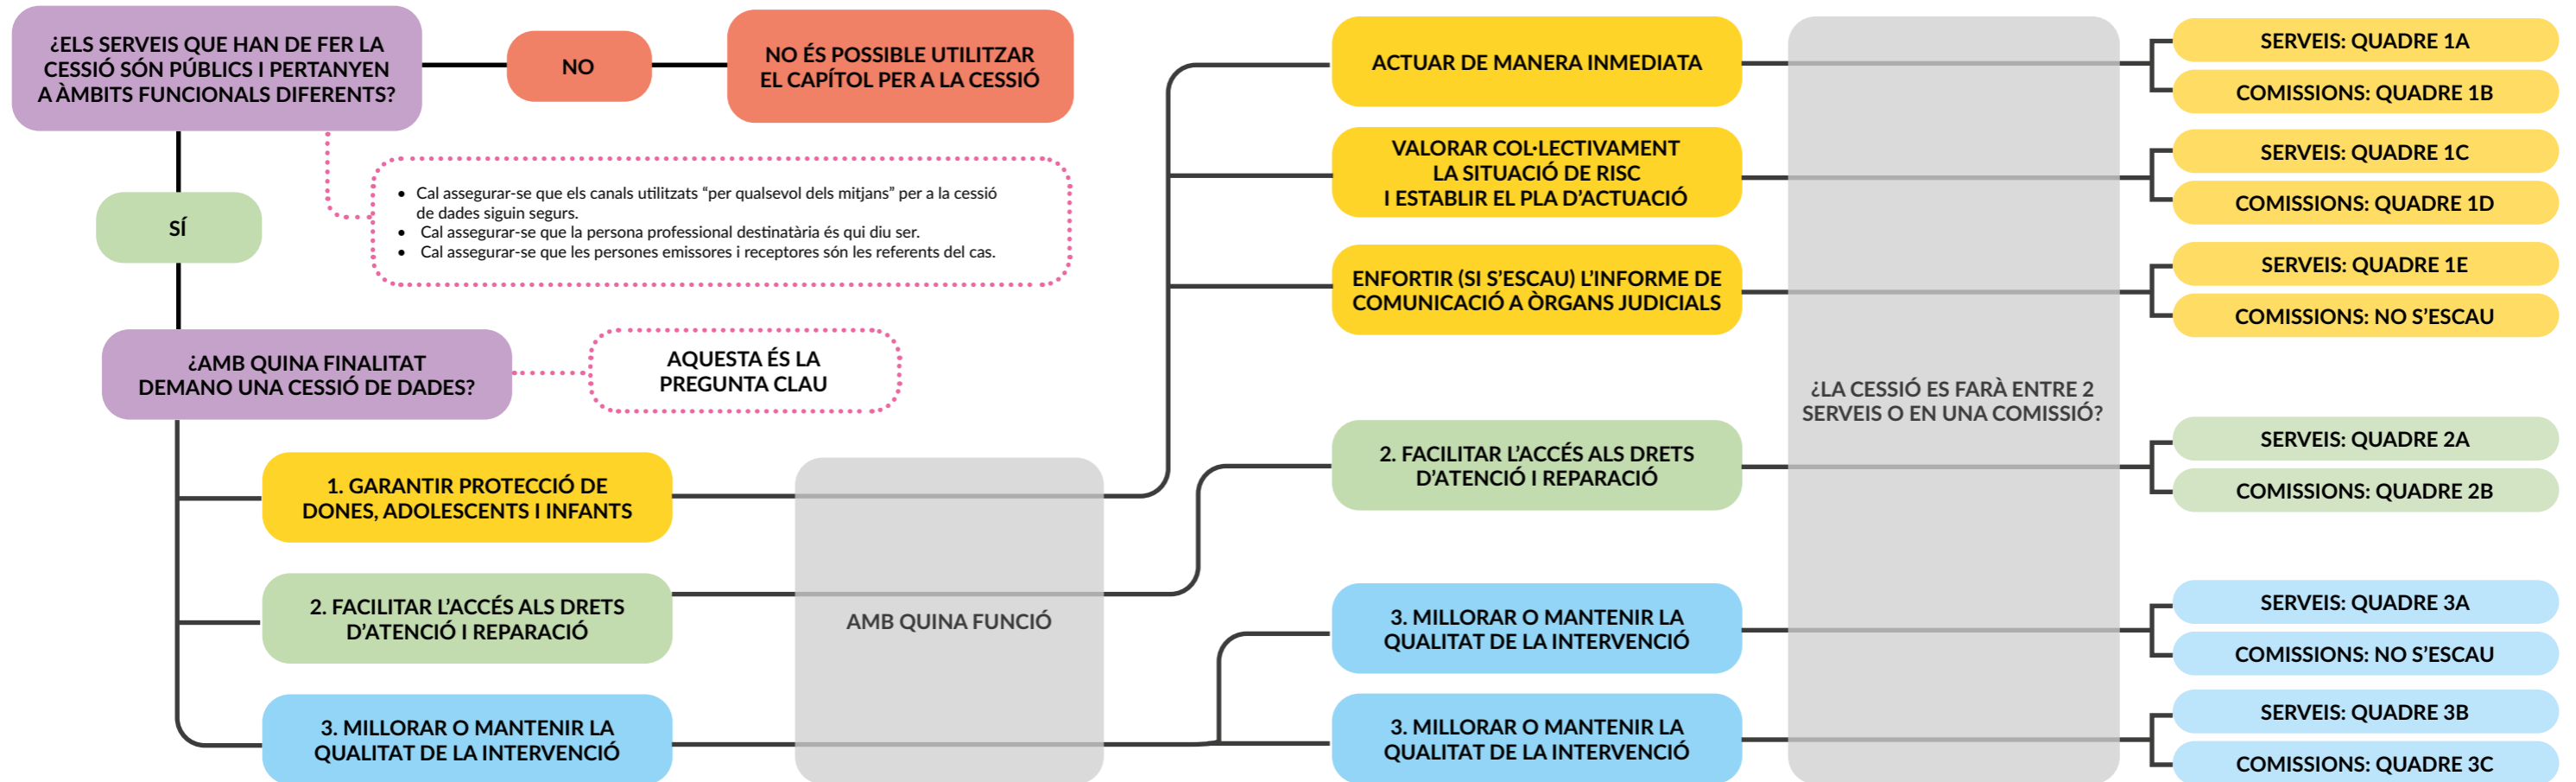 ¿ELS SERVEIS QUE HAN DE FER LA
CESSIÓ SÓN PÚBLICS I PERTANYEN
A ÀMBITS FUNCIONALS DIFERENTS?
NO
NO ÉS POSSIBLE UTILITZAR
EL CAPÍTOL PER A LA CESSIÓ
• Cal assegurar-se que els canals utilitzats “per qualsevol dels mitjans” per a la cessió
de dades siguin segurs.
• Cal assegurar-se que la persona professional destinatària és qui diu ser.
• Cal assegurar-se que les persones emissores i receptores són les referents del cas.
SÍ
¿AMB QUINA FINALITAT
DEMANO UNA CESSIÓ DE DADES?
AQUESTA ÉS LA
PREGUNTA CLAU
1. GARANTIR PROTECCIÓ DE
DONES, ADOLESCENTS I INFANTS
2. FACILITAR L’ACCÉS ALS DRETS
D’ATENCIÓ I REPARACIÓ
3. MILLORAR O MANTENIR LA
QUALITAT DE LA INTERVENCIÓ
AMB QUINA FUNCIÓ
ACTUAR DE MANERA INMEDIATA
VALORAR COL·LECTIVAMENT
LA SITUACIÓ DE RISC
I ESTABLIR EL PLA D’ACTUACIÓ
ENFORTIR (SI S’ESCAU) L’INFORME DE
COMUNICACIÓ A ÒRGANS JUDICIALS
2. FACILITAR L’ACCÉS ALS DRETS
D’ATENCIÓ I REPARACIÓ
3. MILLORAR O MANTENIR LA
QUALITAT DE LA INTERVENCIÓ
3. MILLORAR O MANTENIR LA
QUALITAT DE LA INTERVENCIÓ
¿LA CESSIÓ ES FARÀ ENTRE 2
SERVEIS O EN UNA COMISSIÓ?
SERVEIS: QUADRE 1A
COMISSIONS: QUADRE 1B
SERVEIS: QUADRE 1C
COMISSIONS: QUADRE 1D
SERVEIS: QUADRE 1E
COMISSIONS: NO S’ESCAU
SERVEIS: QUADRE 2A
COMISSIONS: QUADRE 2B
SERVEIS: QUADRE 3A
COMISSIONS: NO S’ESCAU
SERVEIS: QUADRE 3B
COMISSIONS: QUADRE 3C